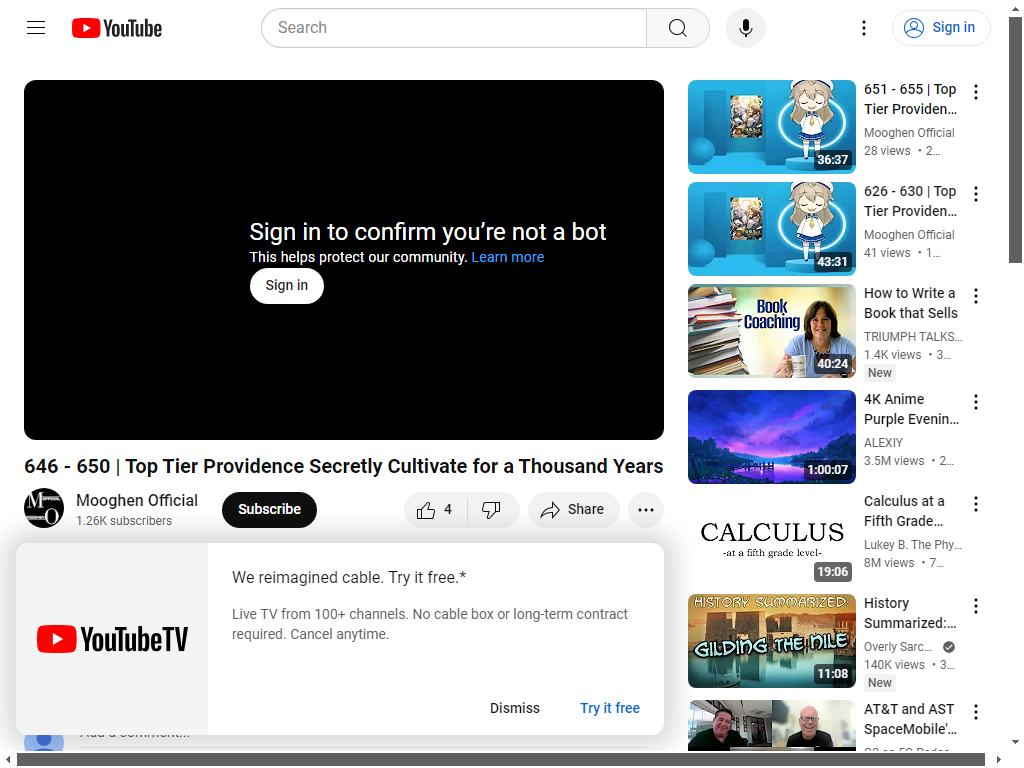 YouTube
Search
Sign in
Sign in to confirm you're not a bot
This helps protect our community. Learn more
Sign in
646 - 650 | Top Tier Providence Secretly Cultivate for a Thousand Years
Mooghen Official
1.26K subscribers
Subscribe
4
Share
YouTubeTV
We reimagined cable. Try it free.*
Live TV from 100+ channels. No cable box or long-term contract
required. Cancel anytime.
Dismiss
Try it free
Add a comment...
36:37
651 - 655 | Top
Tier Providen...
Mooghen Official
28 views • 2...
43:31
626 - 630 | Top
Tier Providen...
Mooghen Official
41 views • 1...
Book
Coaching
40:24
How to Write a
Book that Sells
TRIUMPH TALKS...
1.4K views • 3...
New
1:00:07
4K Anime
Purple Evenin...
ALEXIY
3.5M views • 2...
CALCULUS
-at a fifth grade level-
19:06
Calculus at a
Fifth Grade...
Lukey B. The Phy...
8M views • 7...
HISTORY SUMMARIZED:
GILDING THE NILE
11:08
History
Summarized:...
Overly Sarc...
140K views • 3...
New
AT&T and AST
SpaceMobile'...